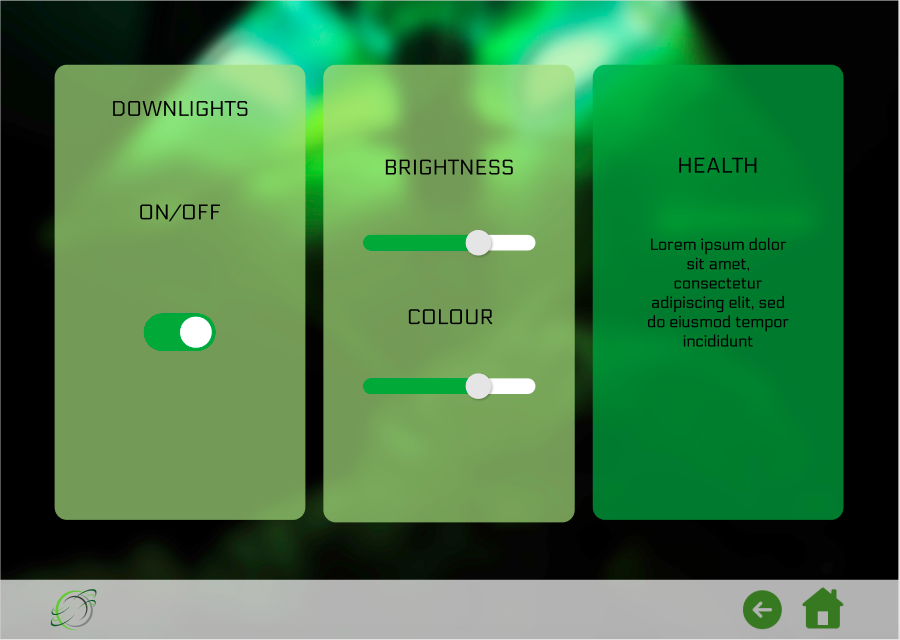 DOWNLIGHTS
ON/OFF
BRIGHTNESS
COLOUR
HEALTH
Lorem ipsum dolor
sit amet,
consectetur
adipiscing elit, sed
do eiusmod tempor
incididunt